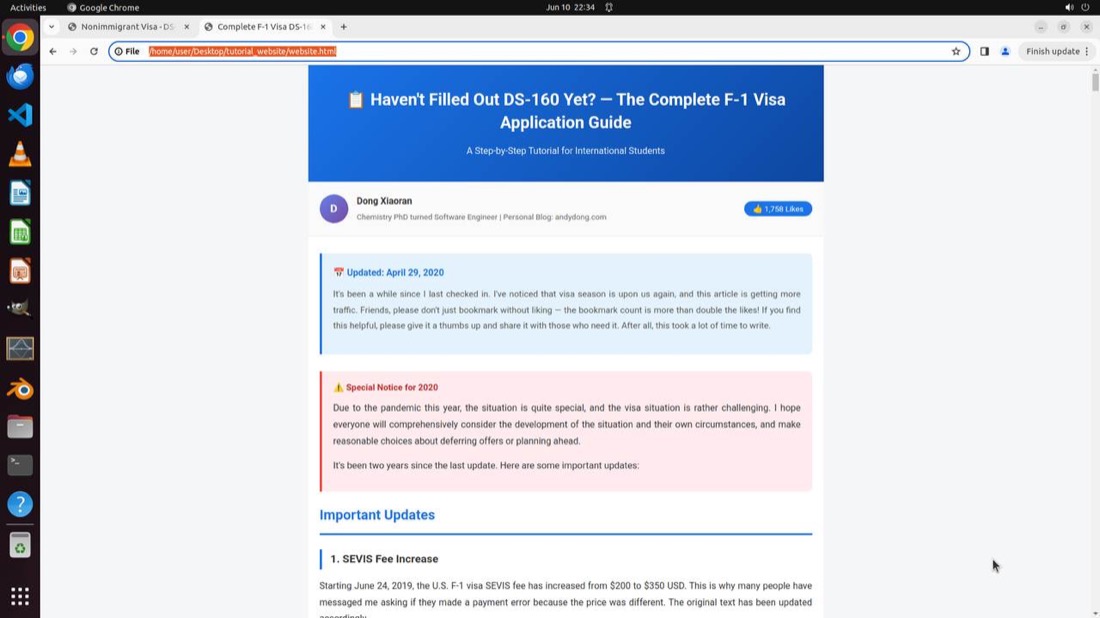 Activities
Google Chrome
Jun 10 22:34
Nonimmigrant Visa - DS
Complete F-1 Visa DS-16
File
/home/user/Desktop/tutorial_website/website.html
Finish update
📋 Haven't Filled Out DS-160 Yet? — The Complete F-1 Visa
Application Guide
A Step-by-Step Tutorial for International Students
D
Dong Xiaoran
Chemistry PhD turned Software Engineer | Personal Blog: andydong.com
👍 1,758 Likes
📅 Updated: April 29, 2020
It's been a while since I last checked in. I've noticed that visa season is upon us again, and this article is getting more
traffic. Friends, please don't just bookmark without liking — the bookmark count is more than double the likes! If you find
this helpful, please give it a thumbs up and share it with those who need it. After all, this took a lot of time to write.
⚠️ Special Notice for 2020
Due to the pandemic this year, the situation is quite special, and the visa situation is rather challenging. I hope
everyone will comprehensively consider the development of the situation and their own circumstances, and make
reasonable choices about deferring offers or planning ahead.
It's been two years since the last update. Here are some important updates:
Important Updates
1. SEVIS Fee Increase
Starting June 24, 2019, the U.S. F-1 visa SEVIS fee has increased from $200 to $350 USD. This is why many people have
messaged me asking if they made a payment error because the price was different. The original text has been updated
accordingly.